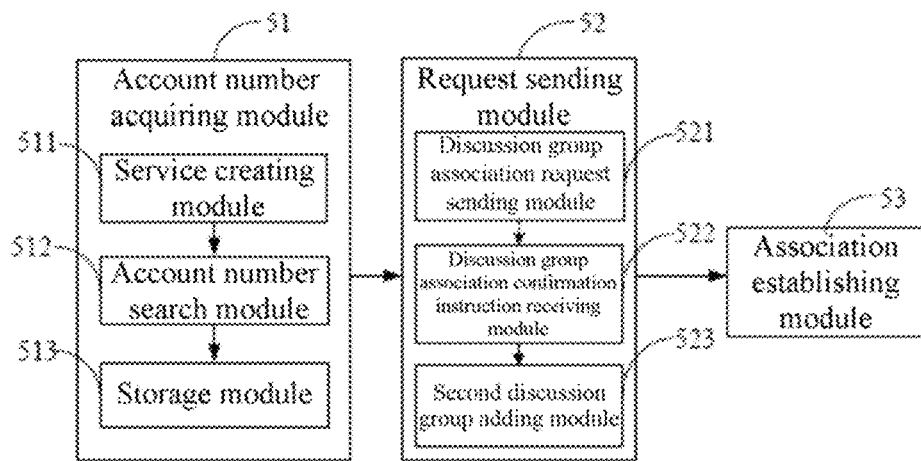 51
Account number
acquiring module
511
Service creating
module
512
Account number
search module
513
Storage module
52
Request sending
module
521
Discussion group
association request
sending module
522
Discussion group
association confirmation
instruction receiving
module
523
Second discussion
group adding module
53
Association
establishing
module